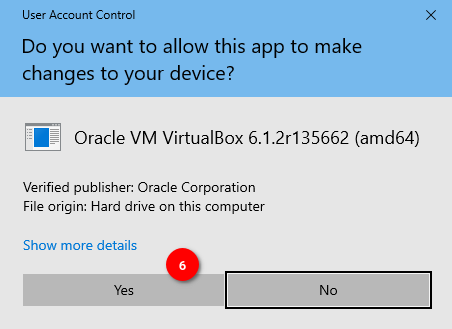 User Account Control
Do you want to allow this app to make
changes to your device?
Oracle VM VirtualBox 6.1.2r135662 (amd64)
Verified publisher: Oracle Corporation
File origin: Hard drive on this computer
Show more details
6
Yes
No